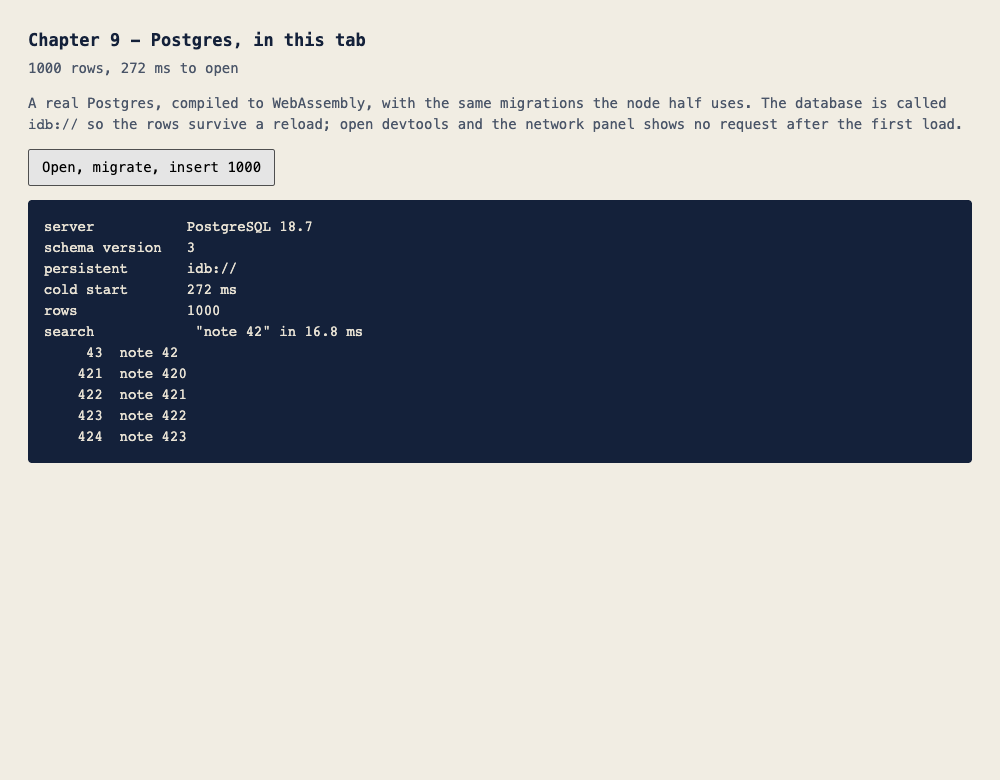 Chapter 9 — Postgres, in this tab
1000 rows, 272 ms to open
A real Postgres, compiled to WebAssembly, with the same migrations the node half uses. The database is called
idb:// so the rows survive a reload; open devtools and the network panel shows no request after the first load.
Open, migrate, insert 1000
server           PostgreSQL 18.7
schema version   3
persistent       idb://
cold start       272 ms
rows             1000
search            "note 42" in 16.8 ms
     43  note 42
    421  note 420
    422  note 421
    423  note 422
    424  note 423